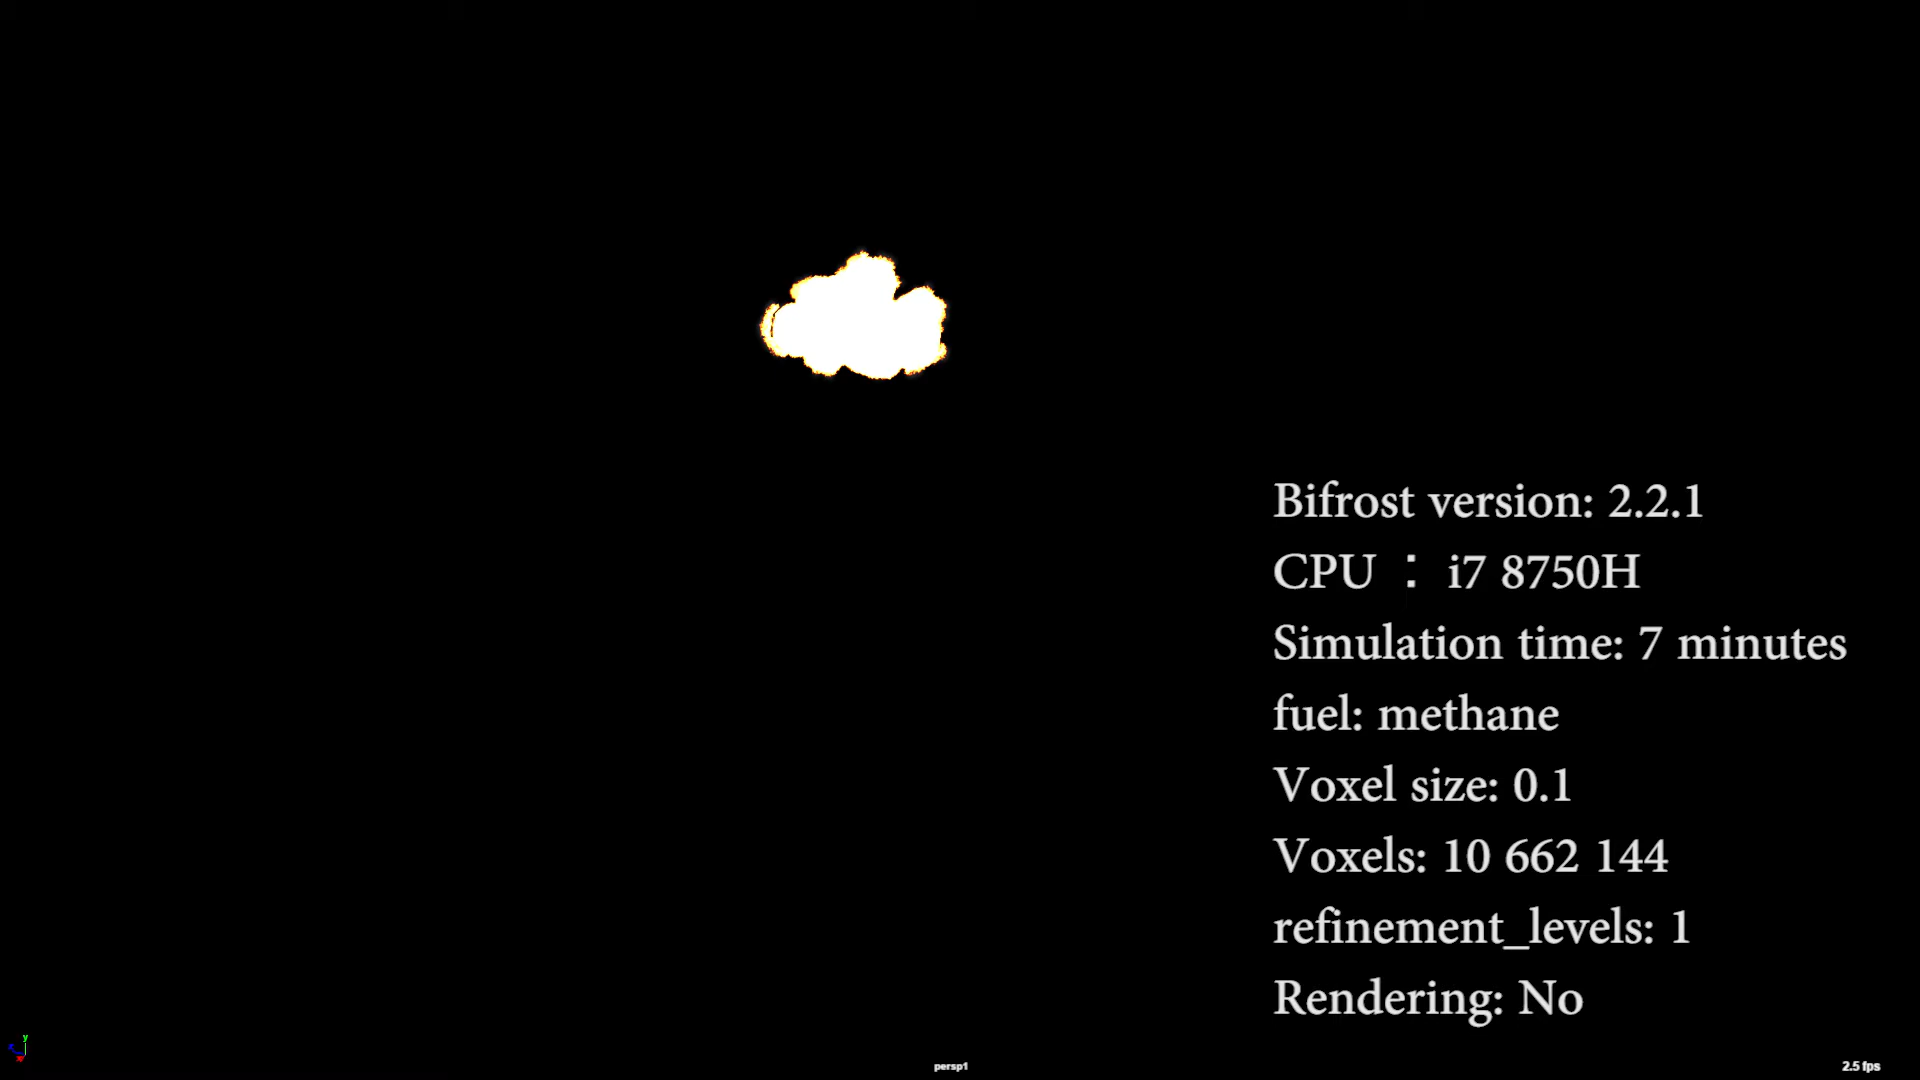 Bifrost version: 2.2.1
CPU ： i7 8750H
Simulation time: 7 minutes
fuel: methane
Voxel size: 0.1
Voxels: 10 662 144
refinement_levels: 1
Rendering: No
y
persp1
2.5 fps